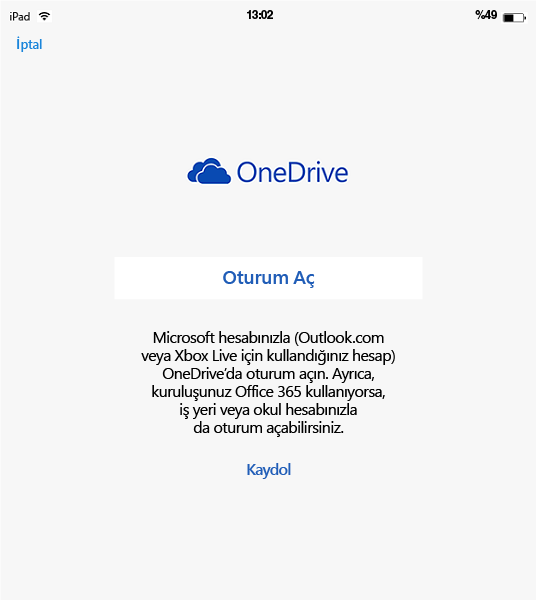 iPad 13:02 %49
İptal
OneDrive
Oturum Aç
Microsoft hesabınızla (Outlook.com
veya Xbox Live için kullandığınız hesap)
OneDrive'da oturum açın. Ayrıca,
kuruluşunuz Office 365 kullanıyorsa,
iş yeri veya okul hesabınızla
da oturum açabilirsiniz.
Kaydol